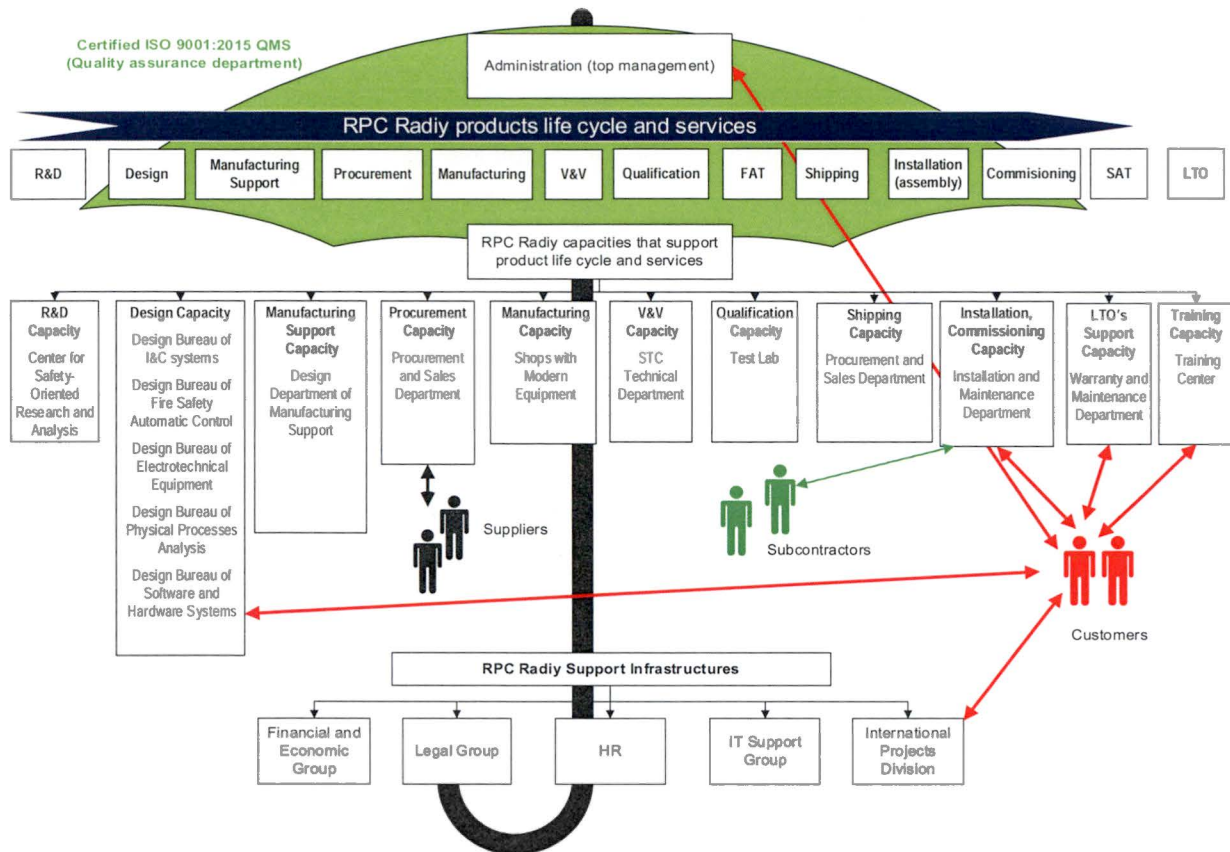 Certified ISO 9001:2015 QMS
(Quality assurance department)
Administration (top management)
RPC Radiy products life cycle and services
R&D
Design
Manufacturing
Support
Procurement
Manufacturing
V&V
Qualification
FAT
Shipping
Installation
(assembly)
Commisioning
SAT
LTO
RPC Radiy capacities that support
product life cycle and services
R&D
Capacity
Center for
Safety-
Oriented
Research and
Analysis
Design Capacity
Design Bureau of
I&C systems
Design Bureau of
Fire Safety
Automatic Control
Design Bureau of
Electrotechnical
Equipment
Design Bureau of
Physical Processes
Analysis
Design Bureau of
Software and
Hardware Systems
Manufacturing
Support
Capacity
Design
Department of
Manufacturing
Support
Procurement
Capacity
Procurement
and Sales
Department
Manufacturing
Capacity
Shops with
Modern
Equipment
V&V
Capacity
STC
Technical
Department
Qualification
Capacity
Test Lab
Shipping
Capacity
Procurement and
Sales Department
Installation,
Commissioning
Capacity
Installation and
Maintenance
Department
LTO's
Support
Capacity
Warranty and
Maintenance
Department
Training
Capacity
Training
Center
Suppliers
Subcontractors
Customers
RPC Radiy Support Infrastructures
Financial and
Economic
Group
Legal Group
HR
IT Support
Group
International
Projects
Division